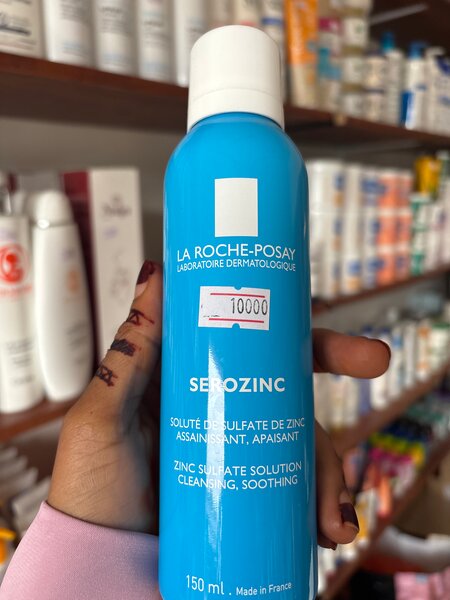 LA ROCHE-POSAY
LABORATOIRE DERMATOLOGIQUE
10000
SEROZINC
SOLUTÉ DE SULFATE DE ZINC
ASSAINISSANT, APAISANT
ZINC SULFATE SOLUTION
CLEANSING, SOOTHING
150 ml . Made in France